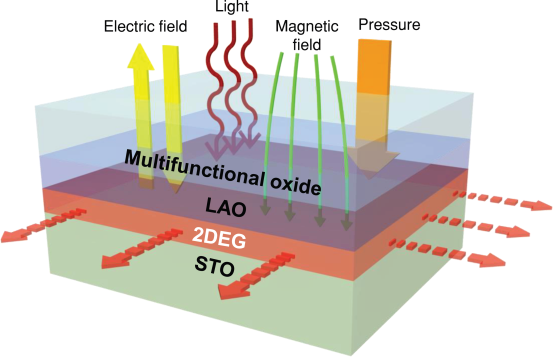 Light
Electric field
Magnetic
field
Pressure
Multifunctional oxide
LAO
2DEG
STO